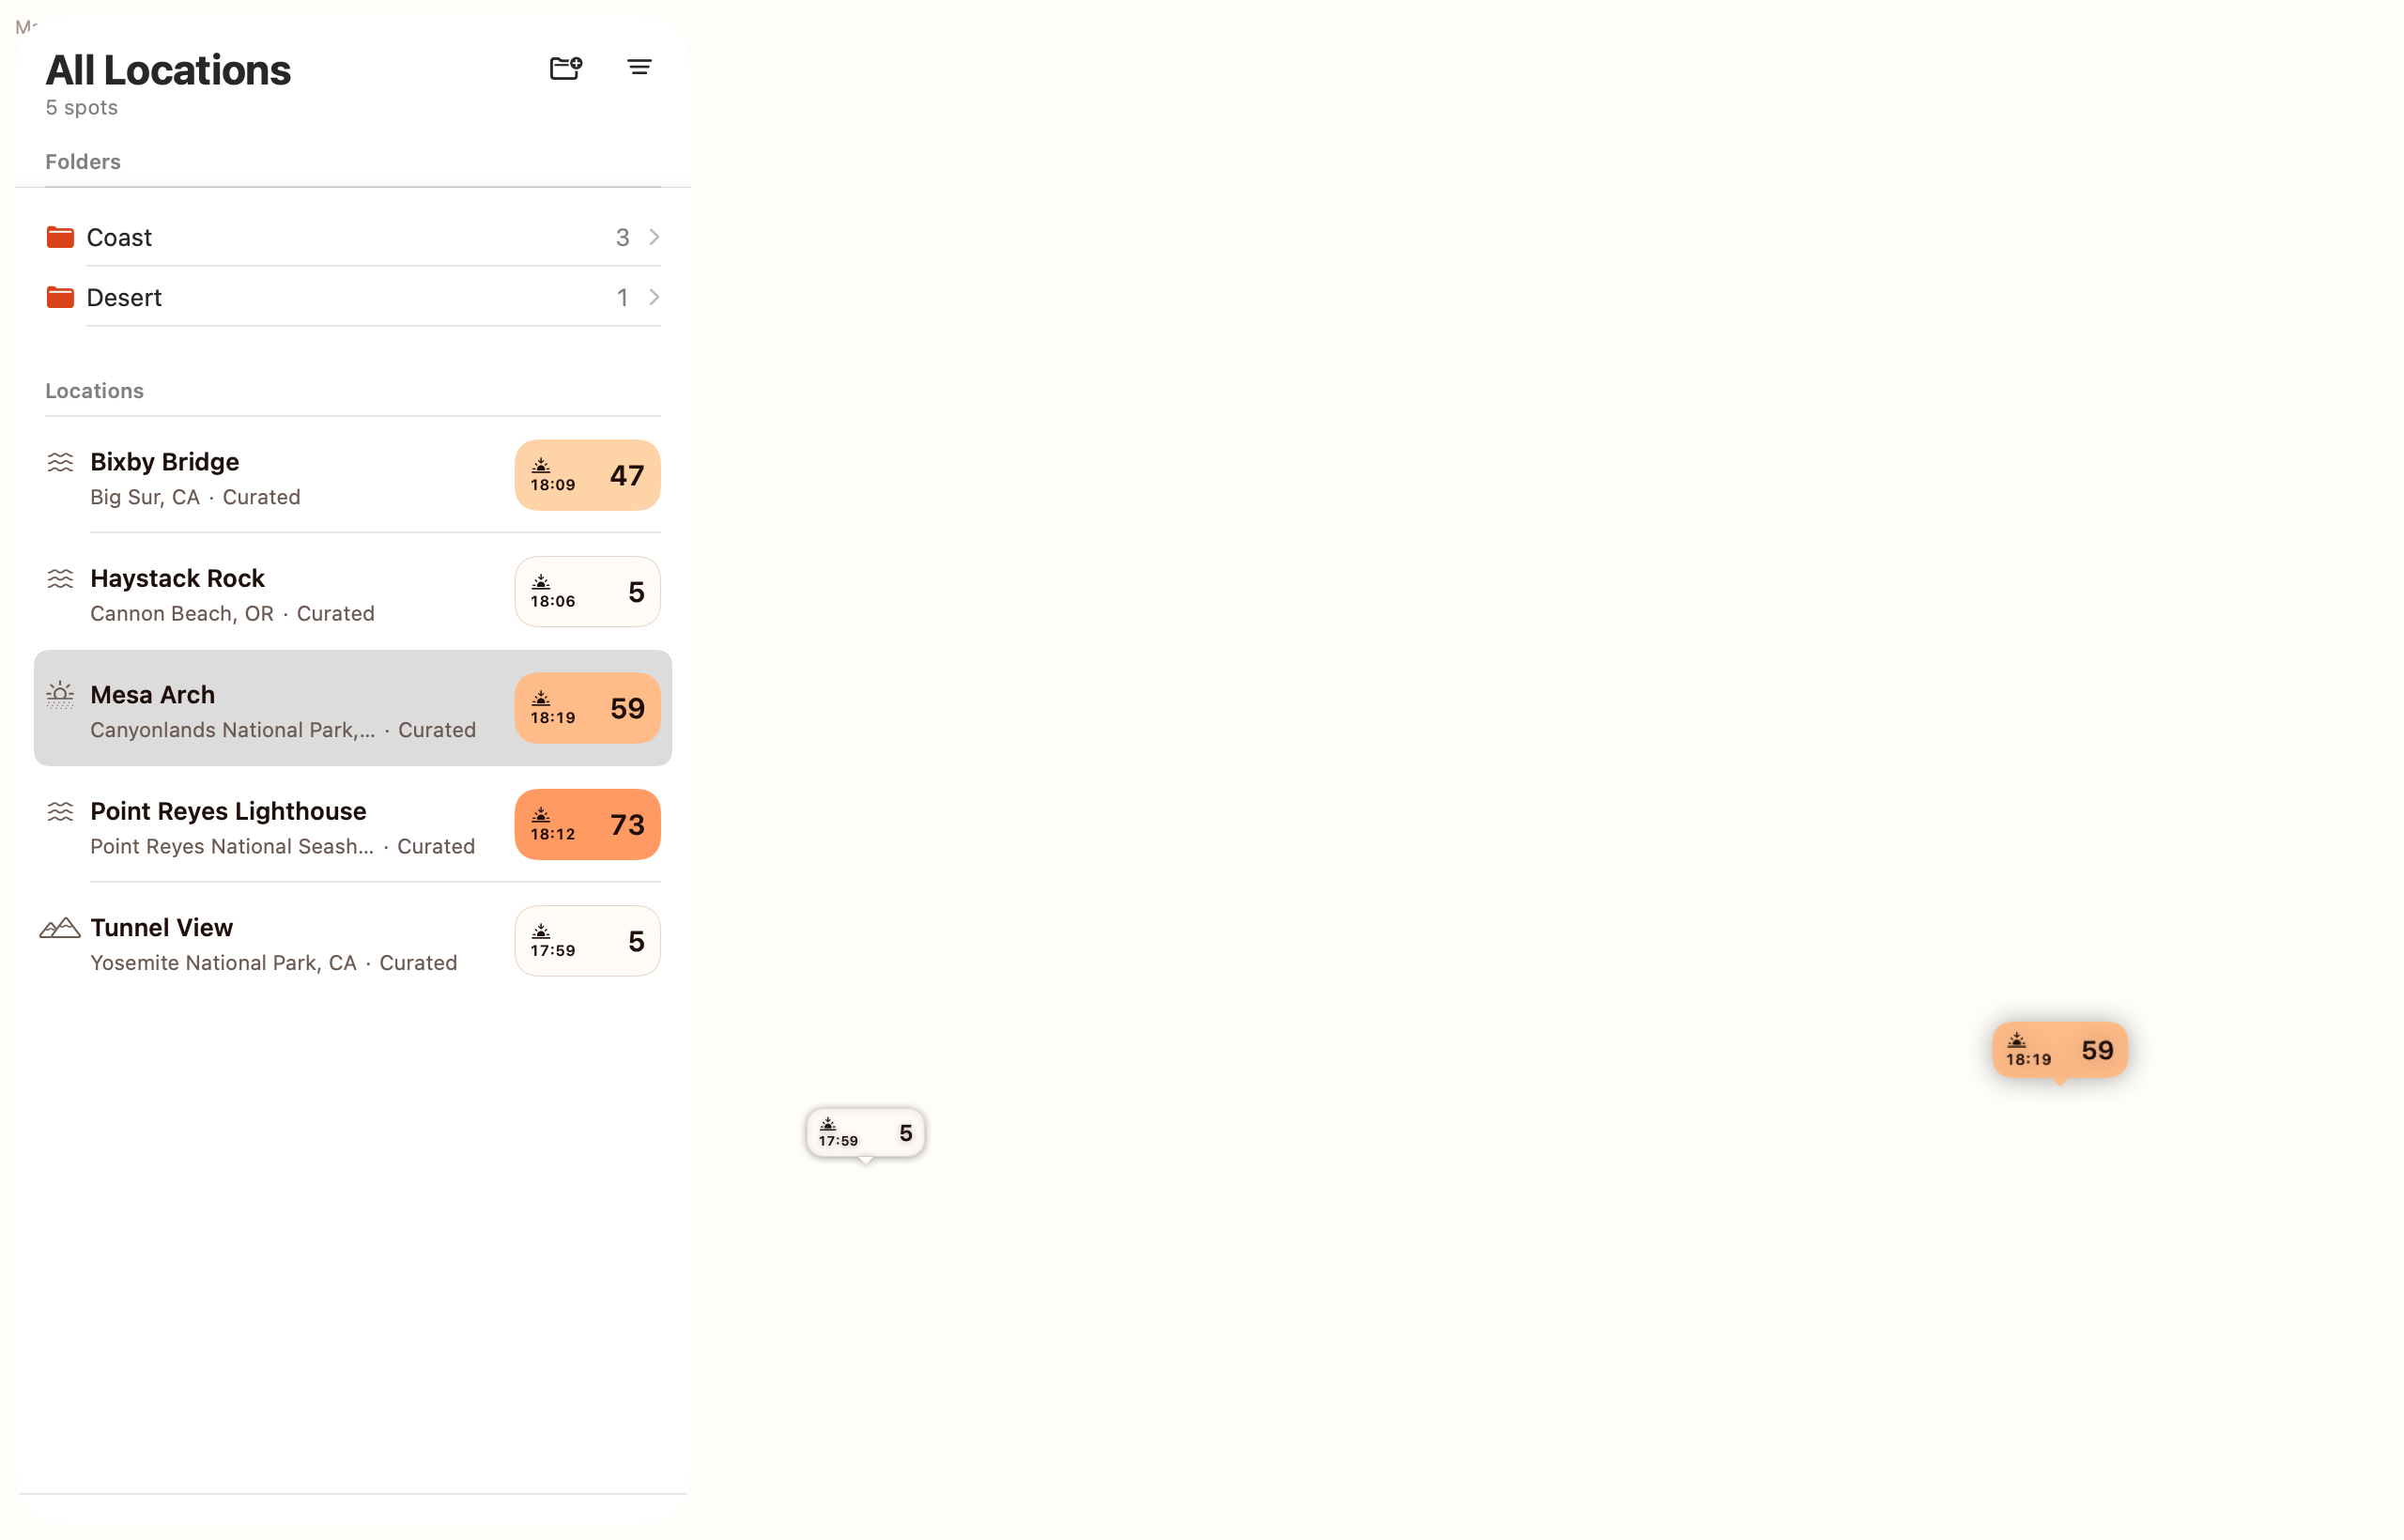 All Locations
5 spots
Folders
Coast 3
Desert 1
Locations
Bixby Bridge
Big Sur, CA · Curated
18:09 47
Haystack Rock
Cannon Beach, OR · Curated
18:06 5
Mesa Arch
Canyonlands National Park,... · Curated
18:19 59
Point Reyes Lighthouse
Point Reyes National Seash... · Curated
18:12 73
Tunnel View
Yosemite National Park, CA · Curated
17:59 5
18:19 59
17:59 5